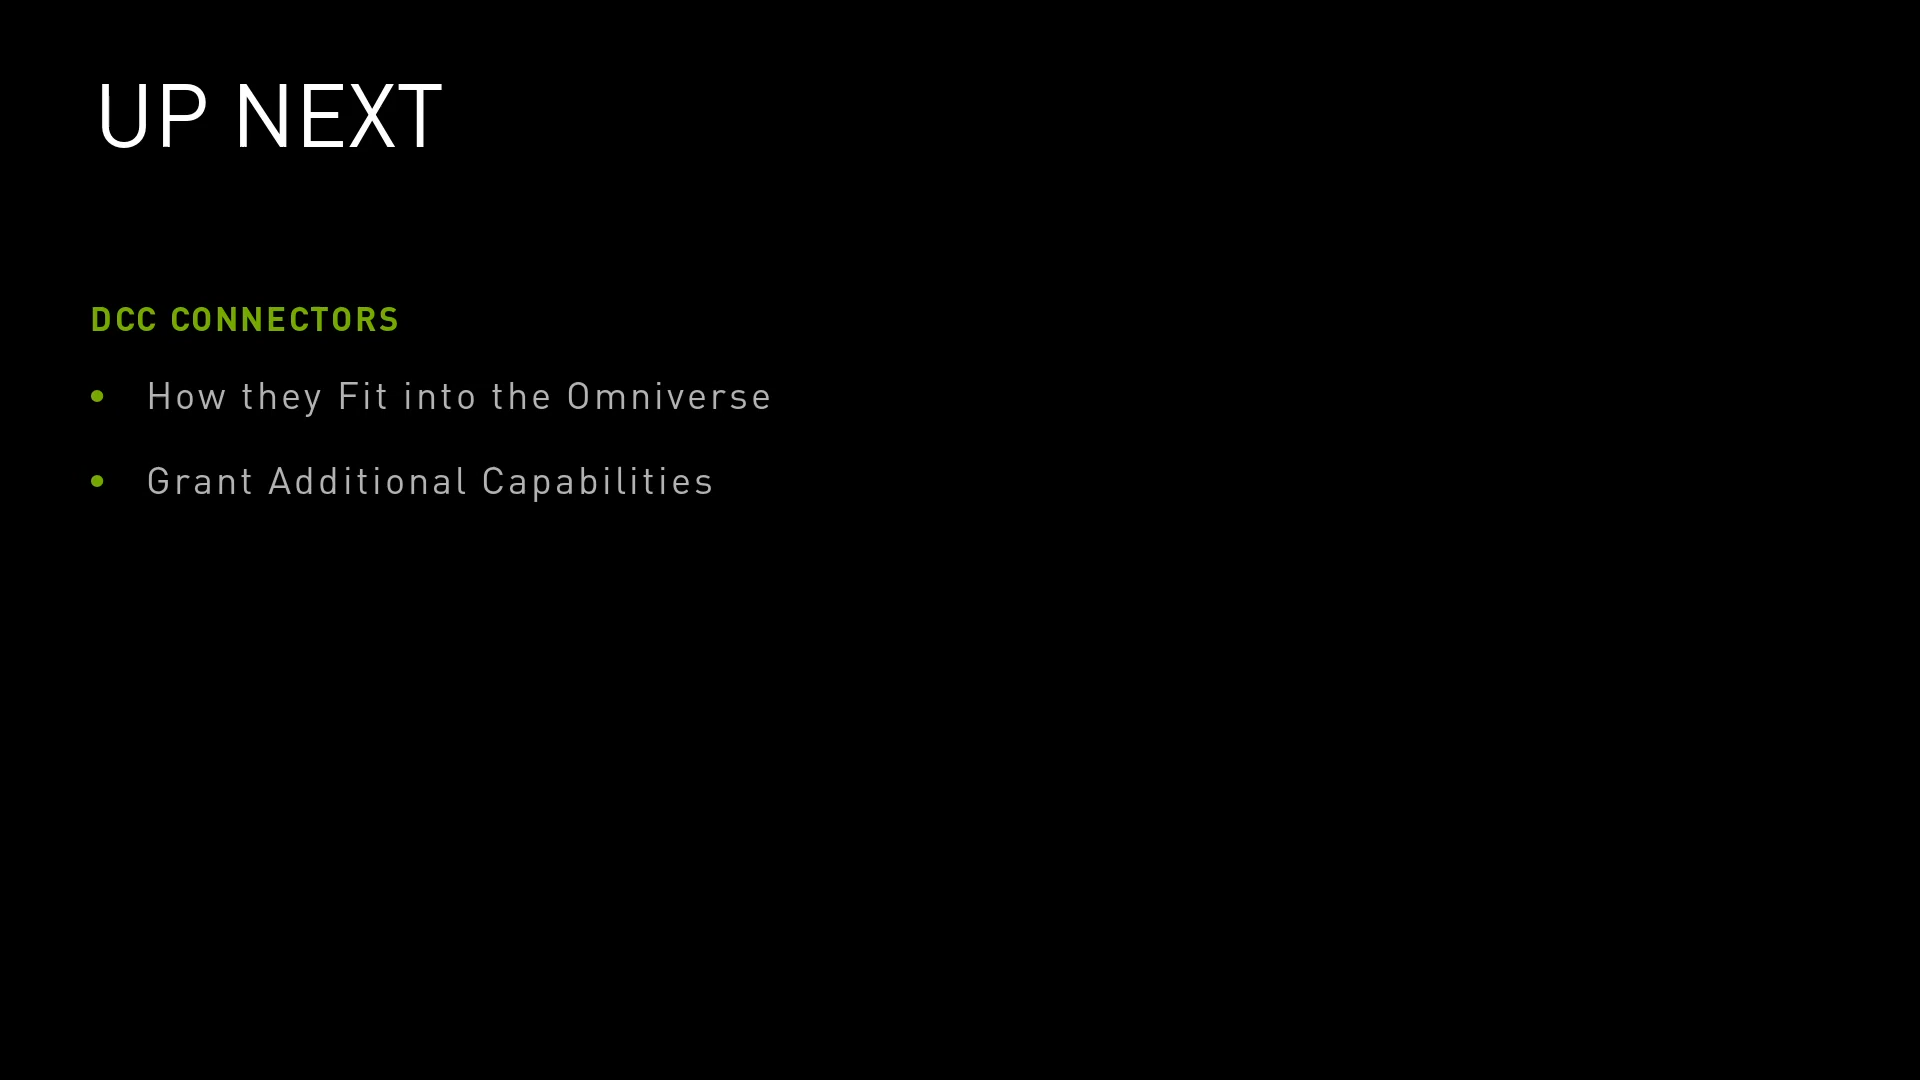 UP NEXT
DCC CONNECTORS
• How they Fit into the Omniverse
• Grant Additional Capabilities